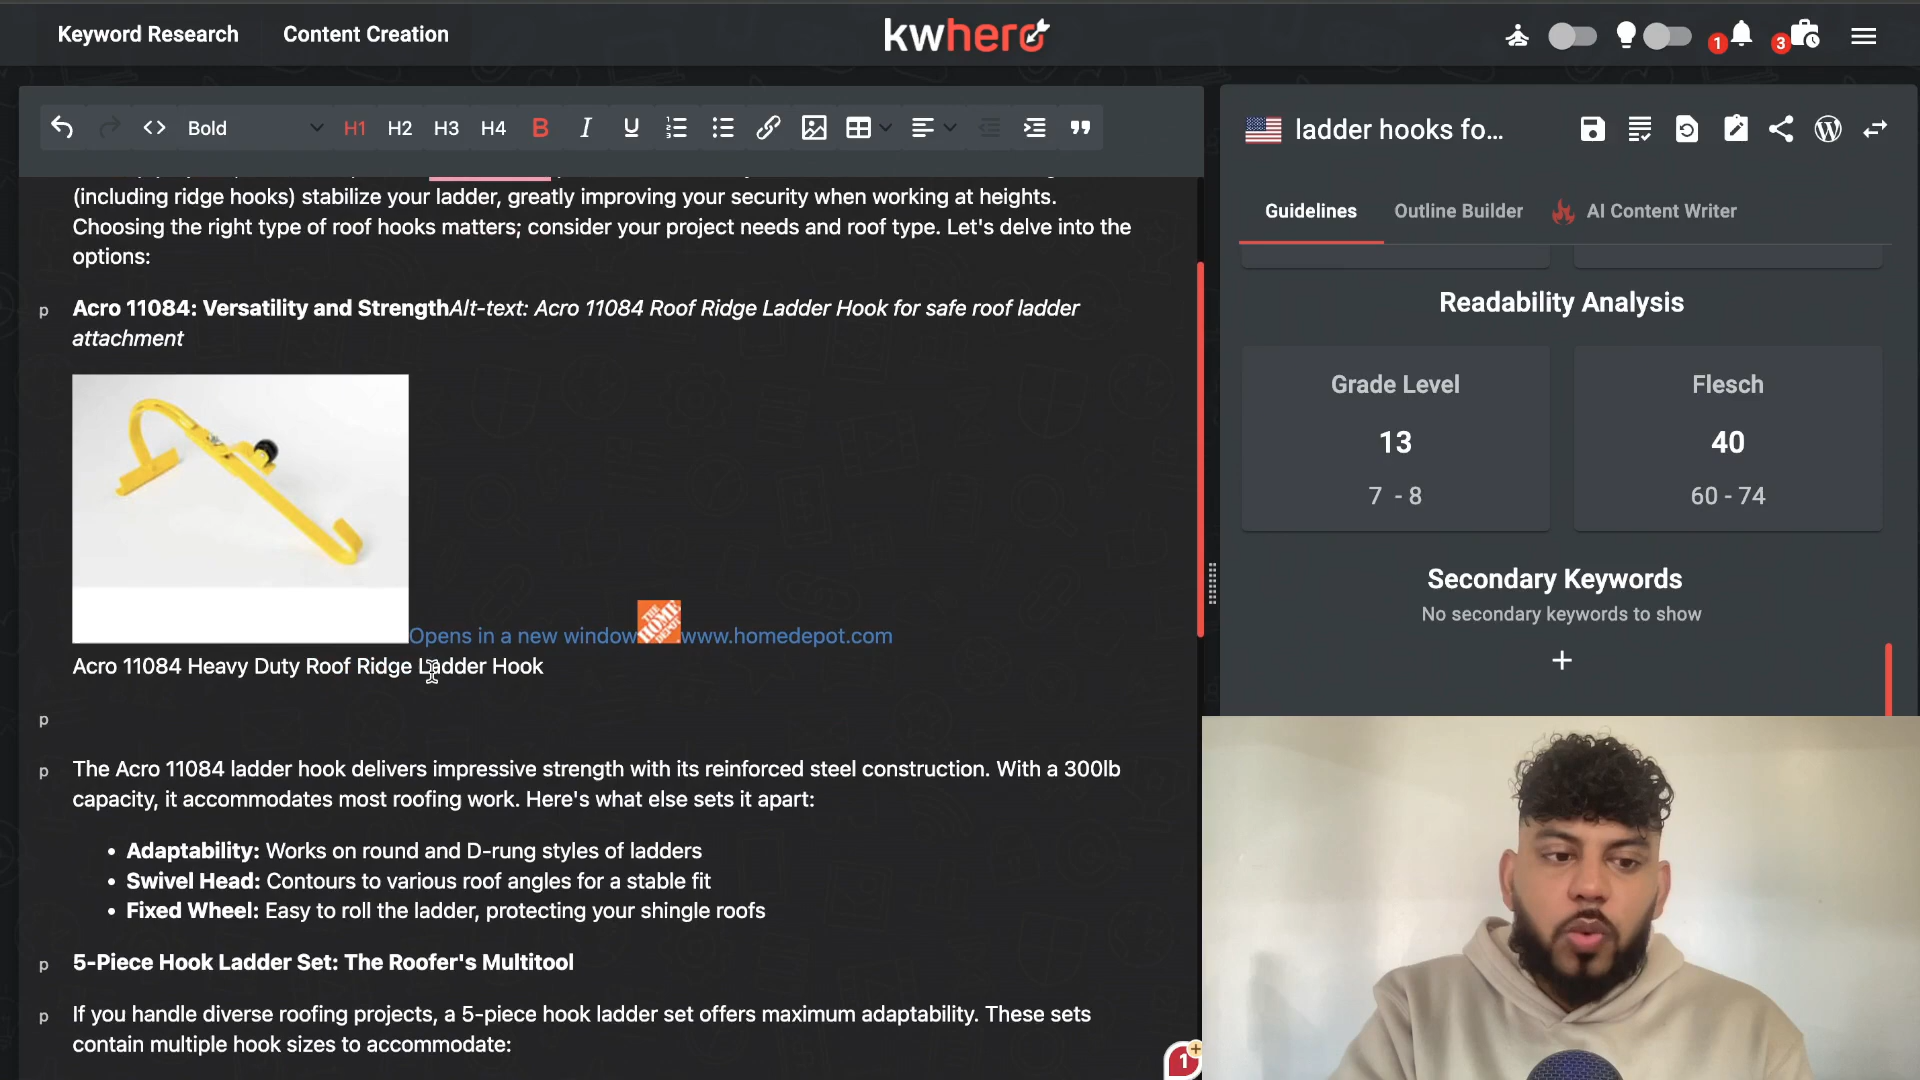 Keyword Research
Content Creation
kwhero
1
3
<> Bold H1 H2 H3 H4 B I U
ladder hooks fo...
Guidelines
Outline Builder
AI Content Writer
(including ridge hooks) stabilize your ladder, greatly improving your security when working at heights.
Choosing the right type of roof hooks matters; consider your project needs and roof type. Let's delve into the
options:
p
Acro 11084: Versatility and StrengthAlt-text: Acro 11084 Roof Ridge Ladder Hook for safe roof ladder
attachment
Opens in a new window
THE HOME DEPOT
www.homedepot.com
Acro 11084 Heavy Duty Roof Ridge Ladder Hook
p
p
The Acro 11084 ladder hook delivers impressive strength with its reinforced steel construction. With a 300lb
capacity, it accommodates most roofing work. Here's what else sets it apart:
• Adaptability: Works on round and D-rung styles of ladders
• Swivel Head: Contours to various roof angles for a stable fit
• Fixed Wheel: Easy to roll the ladder, protecting your shingle roofs
p
5-Piece Hook Ladder Set: The Roofer's Multitool
p
If you handle diverse roofing projects, a 5-piece hook ladder set offers maximum adaptability. These sets
contain multiple hook sizes to accommodate:
1
Readability Analysis
Grade Level
13
7 - 8
Flesch
40
60 - 74
Secondary Keywords
No secondary keywords to show
+